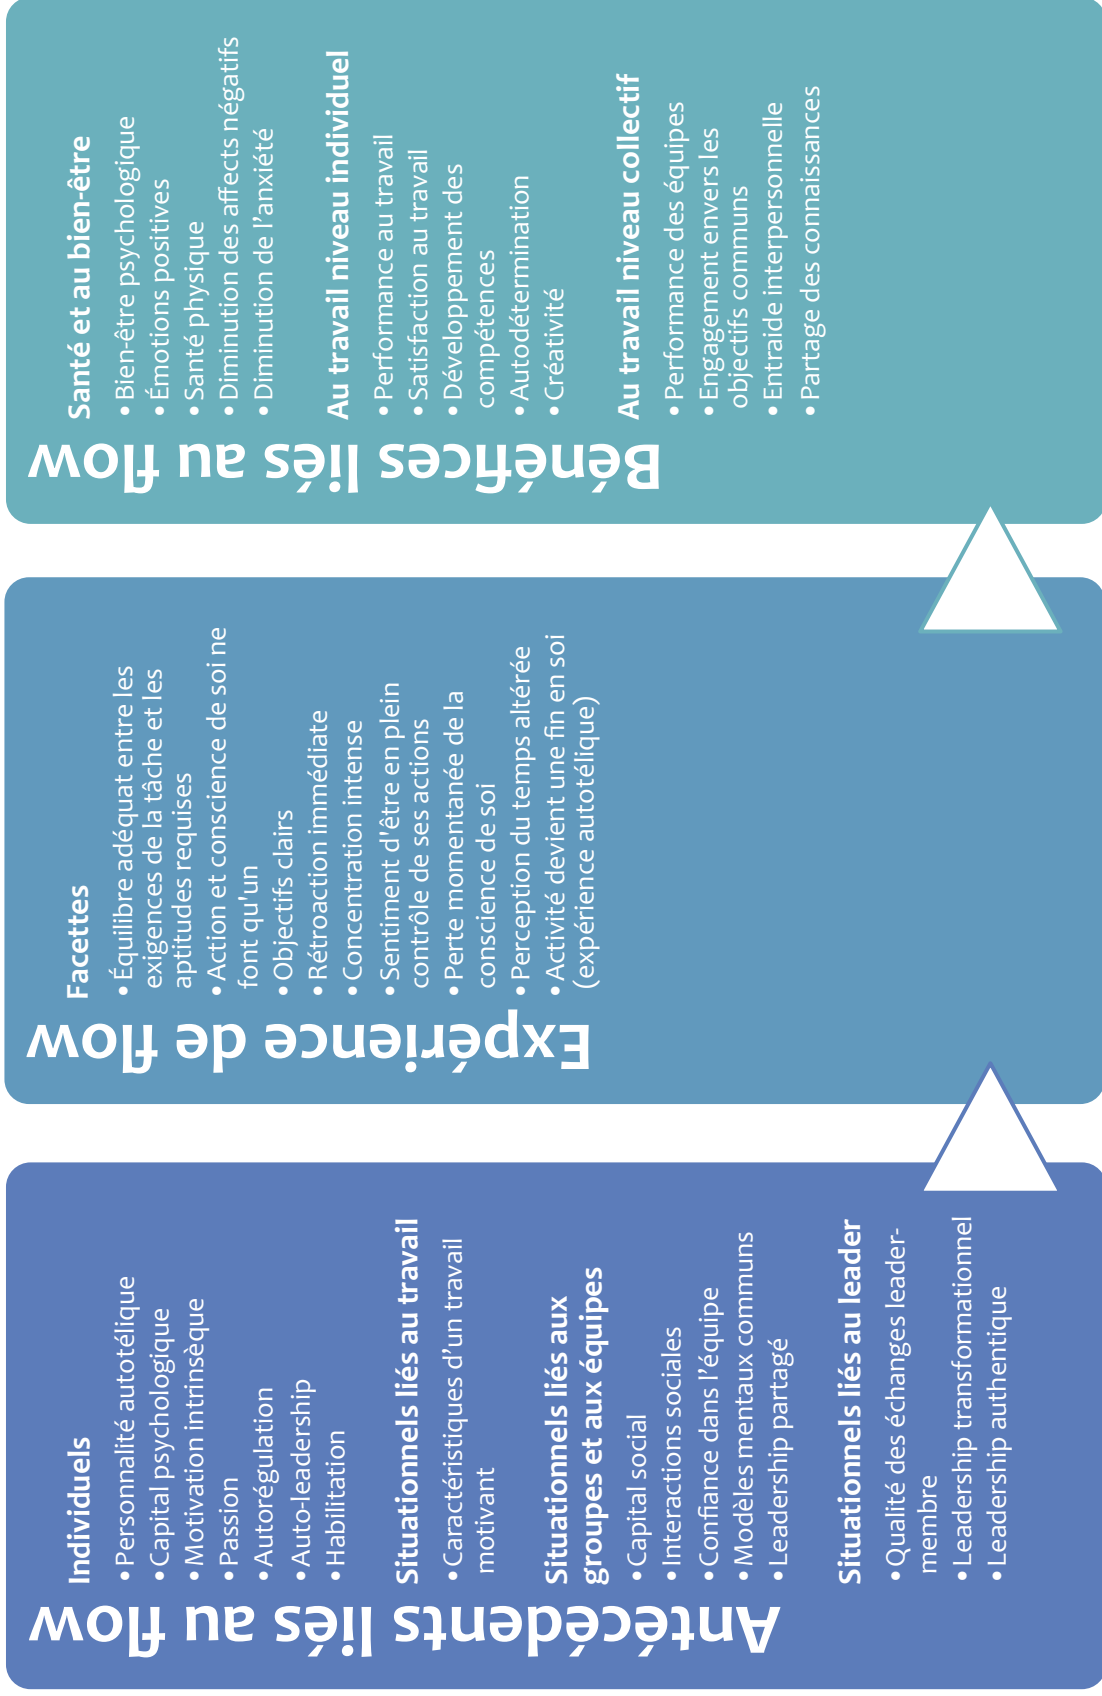 Antécédents liés au flow
Individuels
• Personnalité autotélique
• Capital psychologique
• Motivation intrinsèque
• Passion
• Autorégulation
• Auto-leadership
• Habilitation
Situationnels liés au travail
• Caractéristiques d’un travail
motivant
Situationnels liés aux
groupes et aux équipes
• Capital social
• Interactions sociales
• Confiance dans l’équipe
• Modèles mentaux communs
• Leadership partagé
Situationnels liés au leader
• Qualité des échanges leader-
membre
• Leadership transformationnel
• Leadership authentique
Expérience de flow
Facettes
• Équilibre adéquat entre les
exigences de la tâche et les
aptitudes requises
• Action et conscience de soi ne
font qu'un
• Objectifs clairs
• Rétroaction immédiate
• Concentration intense
• Sentiment d'être en plein
contrôle de ses actions
• Perte momentanée de la
conscience de soi
• Perception du temps altérée
• Activité devient une fin en soi
(expérience autotélique)
Bénéfices liés au flow
Santé et au bien-être
• Bien-être psychologique
• Émotions positives
• Santé physique
• Diminution des affects négatifs
• Diminution de l’anxiété
Au travail niveau individuel
• Performance au travail
• Satisfaction au travail
• Développement des
compétences
• Autodétermination
• Créativité
Au travail niveau collectif
• Performance des équipes
• Engagement envers les
objectifs communs
• Entraide interpersonnelle
• Partage des connaissances